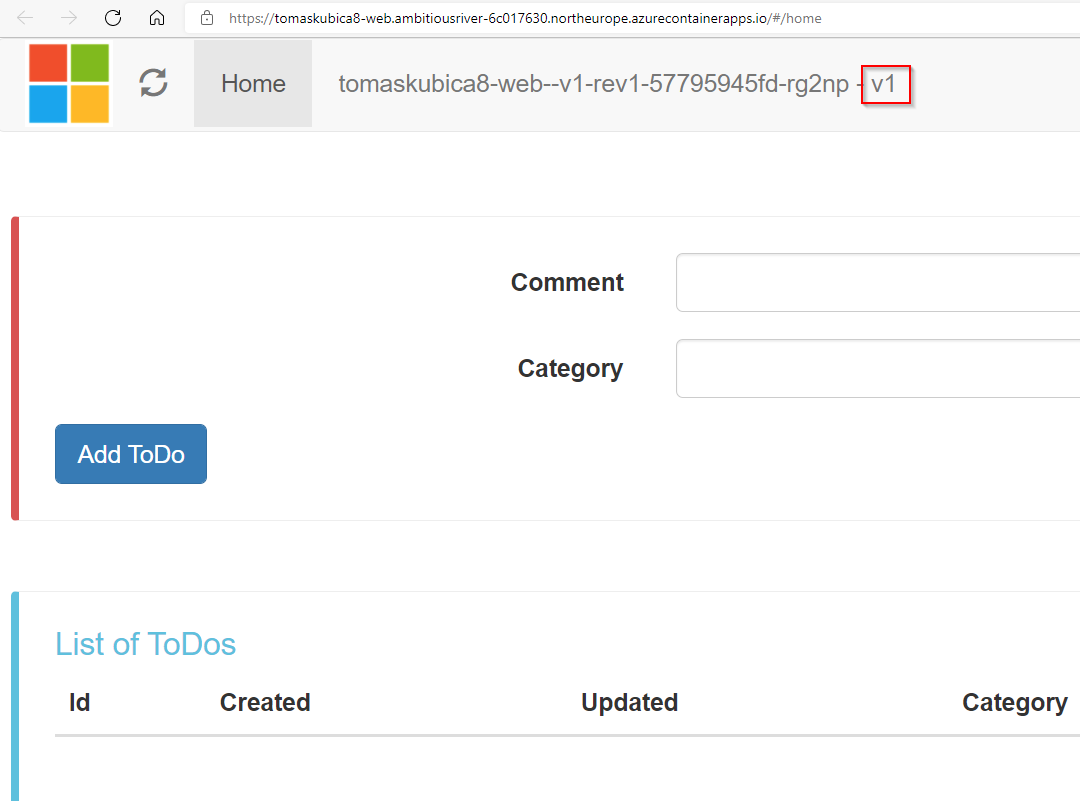 https://tomaskubica8-web.ambitiousriver-6c017630.northeurope.azurecontainerapps.io/#/home
Home tomaskubica8-web--v1-rev1-57795945fd-rg2np - v1
Comment
Category
Add ToDo
List of ToDos
Id Created Updated Category